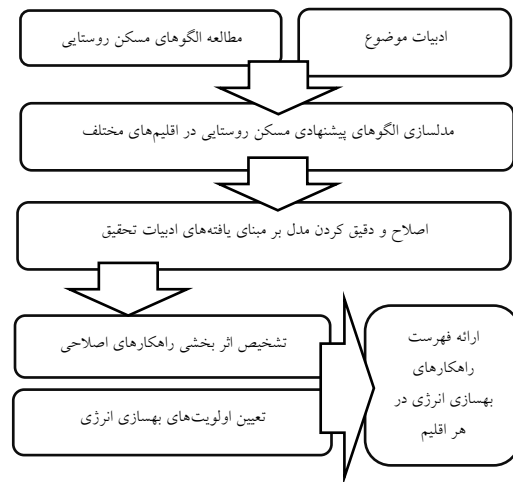 ادبیات موضوع
مطالعه الگوهای مسکن روستایی
مدلسازی الگوهای پیشنهادی مسکن روستایی در اقلیم‌های مختلف
اصلاح و دقیق کردن مدل بر مبنای یافته‌های ادبیات تحقیق
تشخیص اثر بخشی راهکارهای اصلاحی
تعیین اولویت‌های بهسازی انرژی
ارائه فهرست
راهکارهای
بهسازی انرژی در
هر اقلیم